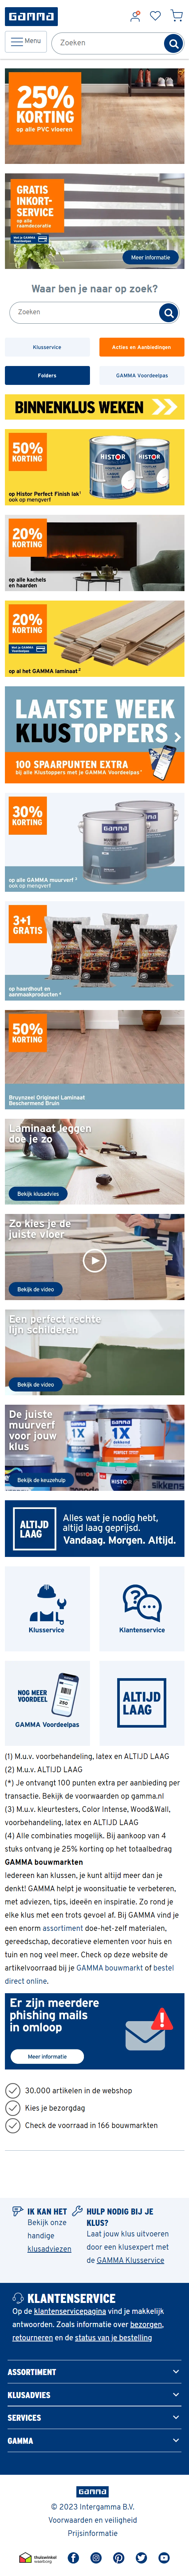 GAMMA
Menu
Zoeken
25%
KORTING
op alle PVC vloeren
GRATIS
INKORT-
SERVICE
op alle
raamdecoratie
Meer informatie
Waar ben je naar op zoek?
Zoeken
Klusservice
Acties en Aanbiedingen
Folders
GAMMA Voordeelpas
BINNENKLUS WEKEN
50%
KORTING
HISTOR
HISTOR
op Histor Perfect Finish lak¹
ook op mengverf
20%
KORTING
op alle kachels
en haarden
20%
KORTING
op al het GAMMA laminaat²
LAATSTE WEEK
KLUSTOPPERS
100 SPAARPUNTEN EXTRA
bij alle Klustoppers met je GAMMA Voordeelpas*
30%
KORTING
GAMMA
op alle GAMMA muurverf³
ook op mengverf
3+1
GRATIS
op haardhout en
aanmaakproducten⁴
50%
KORTING
Bruynzeel Origineel Laminaat
Beschermend Bruin
Laminaat leggen
doe je zo
Bekijk klusadvies
Zo kies je de
juiste vloer
Bekijk de video
Een perfect rechte
lijn schilderen
Bekijk de video
De juiste
muurverf
voor jouw
klus
GAMMA
1X
GAMMA
1X
HISTOR
sikkens
Bekijk de keuzehulp
ALTIJD
LAAG
Alles wat je nodig hebt,
altijd laag geprijsd.
Vandaag. Morgen. Altijd.
Klusservice
Klantenservice
NOG MEER
VOORDEEL
250
GAMMA Voordeelpas
ALTIJD
LAAG
(1) M.u.v. voorbehandeling, latex en ALTIJD LAAG
(2) M.u.v. ALTIJD LAAG
(*) Je ontvangt 100 punten extra per aanbieding per
transactie. Bekijk de voorwaarden op gamma.nl
(3) M.u.v. kleurtesters, Color Intense, Wood&Wall,
voorbehandeling, latex en ALTIJD LAAG
(4) Alle combinaties mogelijk. Bij aankoop van 4
stuks ontvang je 25% korting op het totaalbedrag
GAMMA bouwmarkten
Iedereen kan klussen, je kunt altijd meer dan je
denkt! GAMMA helpt je woonsituatie te verbeteren,
met adviezen, tips, ideeën en inspiratie. Zo rond je
elke klus met een trots gevoel af. Bij GAMMA vind je
een enorm assortiment doe-het-zelf materialen,
gereedschap, decoratieve elementen voor huis en
tuin en nog veel meer. Check op deze website de
artikelvoorraad bij je GAMMA bouwmarkt of bestel
direct online.
Er zijn meerdere
phishing mails
in omloop
Meer informatie
30.000 artikelen in de webshop
Kies je bezorgdag
Check de voorraad in 166 bouwmarkten
IK KAN HET
Bekijk onze
handige
klusadviezen
HULP NODIG BIJ JE
KLUS?
Laat jouw klus uitvoeren
door een klusexpert met
de GAMMA Klusservice
KLANTENSERVICE
Op de klantenservicepagina vind je makkelijk
antwoorden. Zoals informatie over bezorgen,
retourneren en de status van je bestelling
ASSORTIMENT
KLUSADVIES
SERVICES
GAMMA
GAMMA
© 2023 Intergamma B.V.
Voorwaarden en veiligheid
Prijsinformatie
thuiswinkel
waarborg